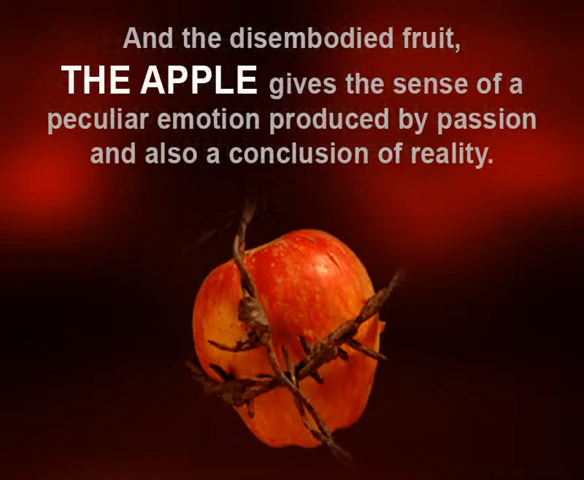 And the disembodied fruit,
THE APPLE gives the sense of a
peculiar emotion produced by passion
and also a conclusion of reality.